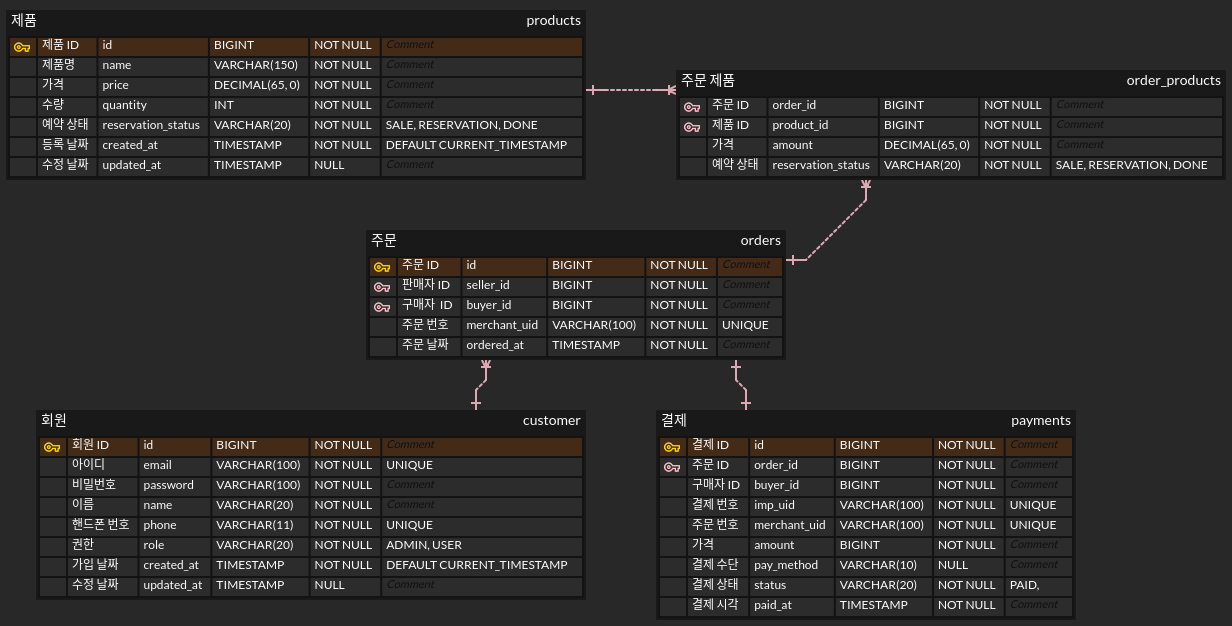 제품 products
제품 ID id BIGINT NOT NULL Comment
제품명 name VARCHAR(150) NOT NULL Comment
가격 price DECIMAL(65, 0) NOT NULL Comment
수량 quantity INT NOT NULL Comment
예약 상태 reservation_status VARCHAR(20) NOT NULL SALE, RESERVATION, DONE
등록 날짜 created_at TIMESTAMP NOT NULL DEFAULT CURRENT_TIMESTAMP
수정 날짜 updated_at TIMESTAMP NULL Comment
주문 제품 order_products
주문 ID order_id BIGINT NOT NULL Comment
제품 ID product_id BIGINT NOT NULL Comment
가격 amount DECIMAL(65, 0) NOT NULL Comment
예약 상태 reservation_status VARCHAR(20) NOT NULL SALE, RESERVATION, DONE
주문 orders
주문 ID id BIGINT NOT NULL Comment
판매자 ID seller_id BIGINT NOT NULL Comment
구매자 ID buyer_id BIGINT NOT NULL Comment
주문 번호 merchant_uid VARCHAR(100) NOT NULL UNIQUE
주문 날짜 ordered_at TIMESTAMP NOT NULL Comment
회원 customer
회원 ID id BIGINT NOT NULL Comment
아이디 email VARCHAR(100) NOT NULL UNIQUE
비밀번호 password VARCHAR(100) NOT NULL Comment
이름 name VARCHAR(20) NOT NULL Comment
핸드폰 번호 phone VARCHAR(11) NOT NULL UNIQUE
권한 role VARCHAR(20) NOT NULL ADMIN, USER
가입 날짜 created_at TIMESTAMP NOT NULL DEFAULT CURRENT_TIMESTAMP
수정 날짜 updated_at TIMESTAMP NULL Comment
결제 payments
결제 ID id BIGINT NOT NULL Comment
주문 ID order_id BIGINT NOT NULL Comment
구매자 ID buyer_id BIGINT NOT NULL Comment
결제 번호 imp_uid VARCHAR(100) NOT NULL UNIQUE
주문 번호 merchant_uid VARCHAR(100) NOT NULL UNIQUE
가격 amount BIGINT NOT NULL Comment
결제 수단 pay_method VARCHAR(10) NULL Comment
결제 상태 status VARCHAR(20) NOT NULL PAID,
결제 시각 paid_at TIMESTAMP NOT NULL Comment